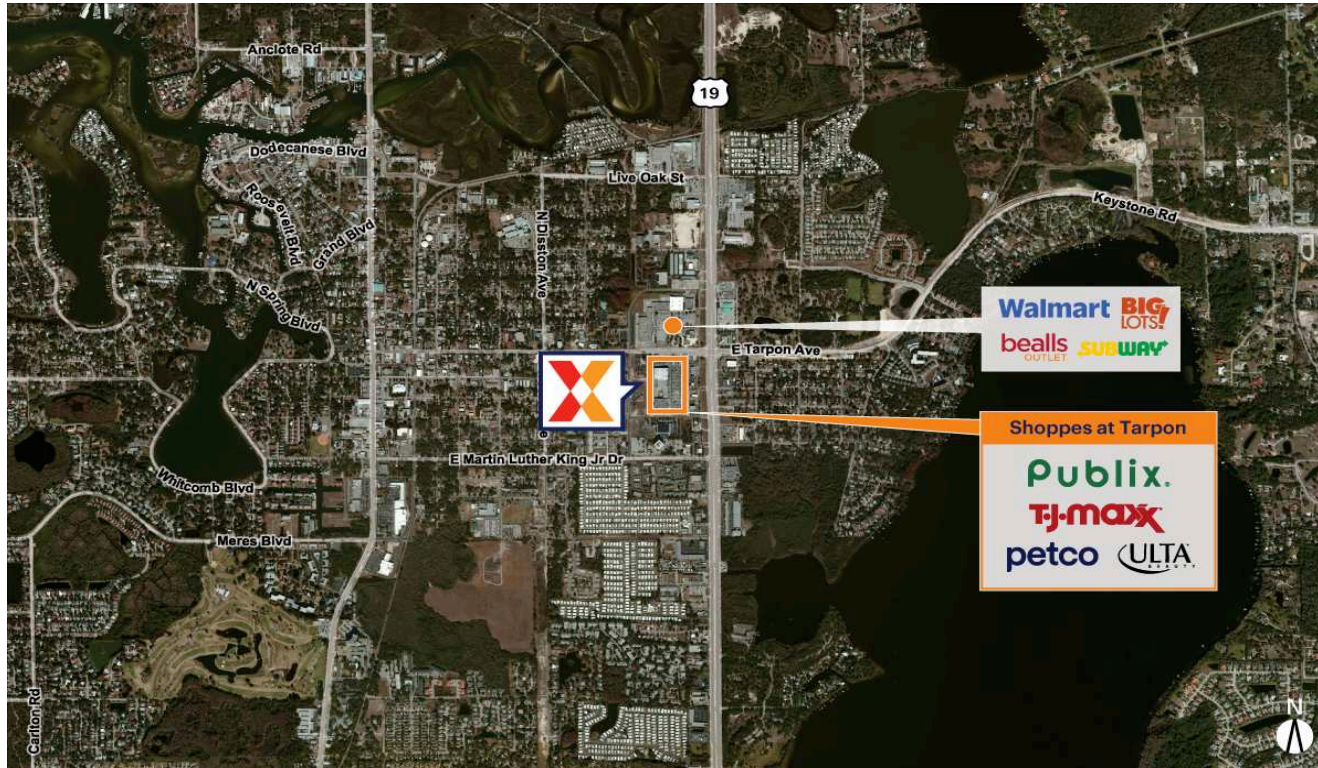 Anclote Rd
19
Dodecanese Blvd
Live Oak St
Roosevelt Blvd
Grand Blvd
N Disston Ave
Keystone Rd
N Spring Blvd
Walmart BIG LOTS!
bealls OUTLET SUBWAY
E Tarpon Ave
Shoppes at Tarpon
Publix.
T·J·maxx
petco ULTA BEAUTY
e
E Martin Luther King Jr Dr
Whitcomb Blvd
Meres Blvd
Carlton Rd
N